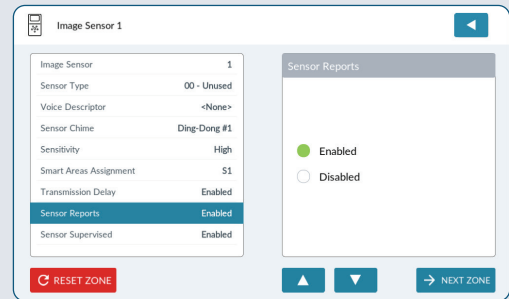 Image Sensor 1
Image Sensor 1
Sensor Type 00 - Unused
Voice Descriptor <None>
Sensor Chime Ding-Dong #1
Sensitivity High
Smart Areas Assignment S1
Transmission Delay Enabled
Sensor Reports Enabled
Sensor Supervised Enabled
Sensor Reports
Enabled
Disabled
RESET ZONE
NEXT ZONE